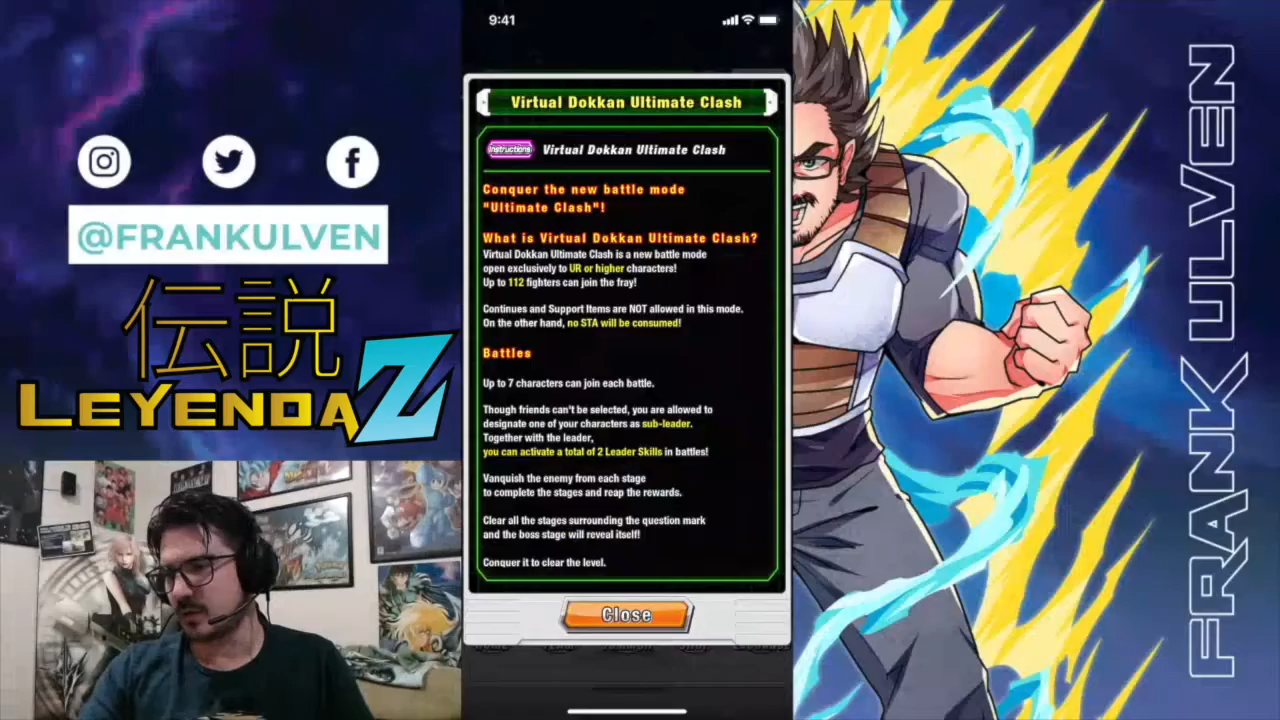 9:41
Virtual Dokkan Ultimate Clash
Instructions
Virtual Dokkan Ultimate Clash
Conquer the new battle mode
"Ultimate Clash"!
What is Virtual Dokkan Ultimate Clash?
Virtual Dokkan Ultimate Clash is a new battle mode
open exclusively to UR or higher characters!
Up to 112 fighters can join the fray!
Continues and Support Items are NOT allowed in this mode.
On the other hand, no STA will be consumed!
Battles
Up to 7 characters can join each battle.
Though friends can't be selected, you are allowed to
designate one of your characters as sub-leader.
Together with the leader,
you can activate a total of 2 Leader Skills in battles!
Vanquish the enemy from each stage
to complete the stages and reap the rewards.
Clear all the stages surrounding the question mark
and the boss stage will reveal itself!
Conquer it to clear the level.
Close
@FRANKULVEN
伝説
LEYENDA Z
FRANK ULVEN